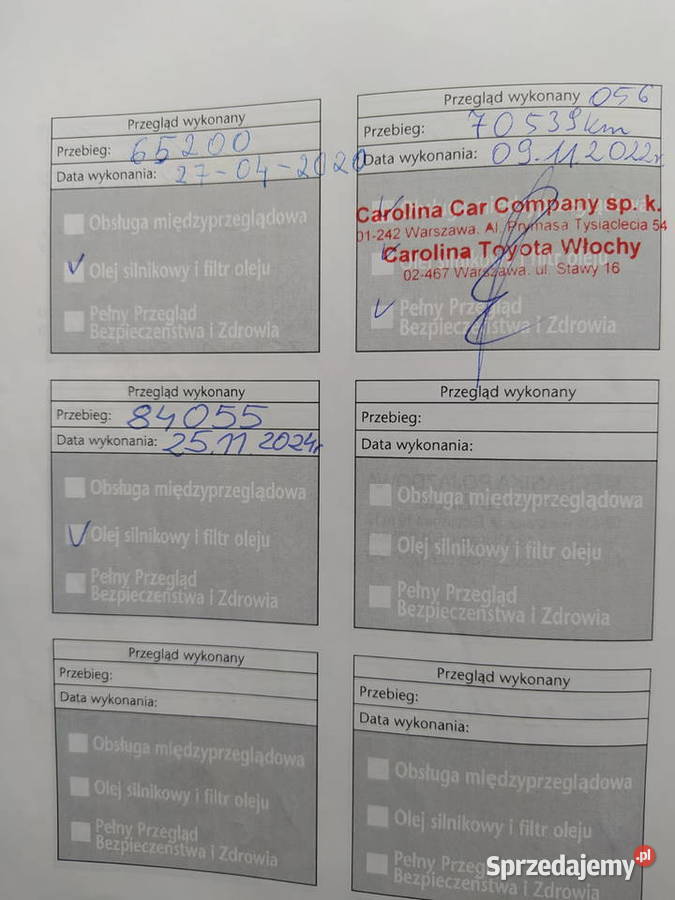 Przegląd wykonany
Przebieg: 65200
Data wykonania: 27-04-2020
Obsługa międzyprzeglądowa
Olej silnikowy i filtr oleju
Pełny Przegląd
Bezpieczeństwa i Zdrowia
Przegląd wykonany 056
Przebieg: 70539km
Data wykonania: 09.11.2022r
Carolina Car Company sp. k.
01-242 Warszawa, Al. Prymasa Tysiąclecia 54
Carolina Toyota Włochy
02-467 Warszawa, ul. Stawy 16
Pełny Przegląd
Bezpieczeństwa i Zdrowia
Przegląd wykonany
Przebieg: 84055
Data wykonania: 25.11 2024r
Obsługa międzyprzeglądowa
Olej silnikowy i filtr oleju
Pełny Przegląd
Bezpieczeństwa i Zdrowia
Przegląd wykonany
Przebieg:
Data wykonania:
Obsługa międzyprzeglądowa
Olej silnikowy i filtr oleju
Pełny Przegląd
Bezpieczeństwa i Zdrowia
Przegląd wykonany
Przebieg:
Data wykonania:
Obsługa międzyprzeglądowa
Olej silnikowy i filtr oleju
Pełny Przegląd
Bezpieczeństwa i Zdrowia
Przegląd wykonany
Przebieg:
Data wykonania:
Obsługa międzyprzeglądowa
Olej silnikowy i filtr oleju
Pełny Przegląd
Bezpieczeństwa i Zdrowia
Sprzedajemy.pl